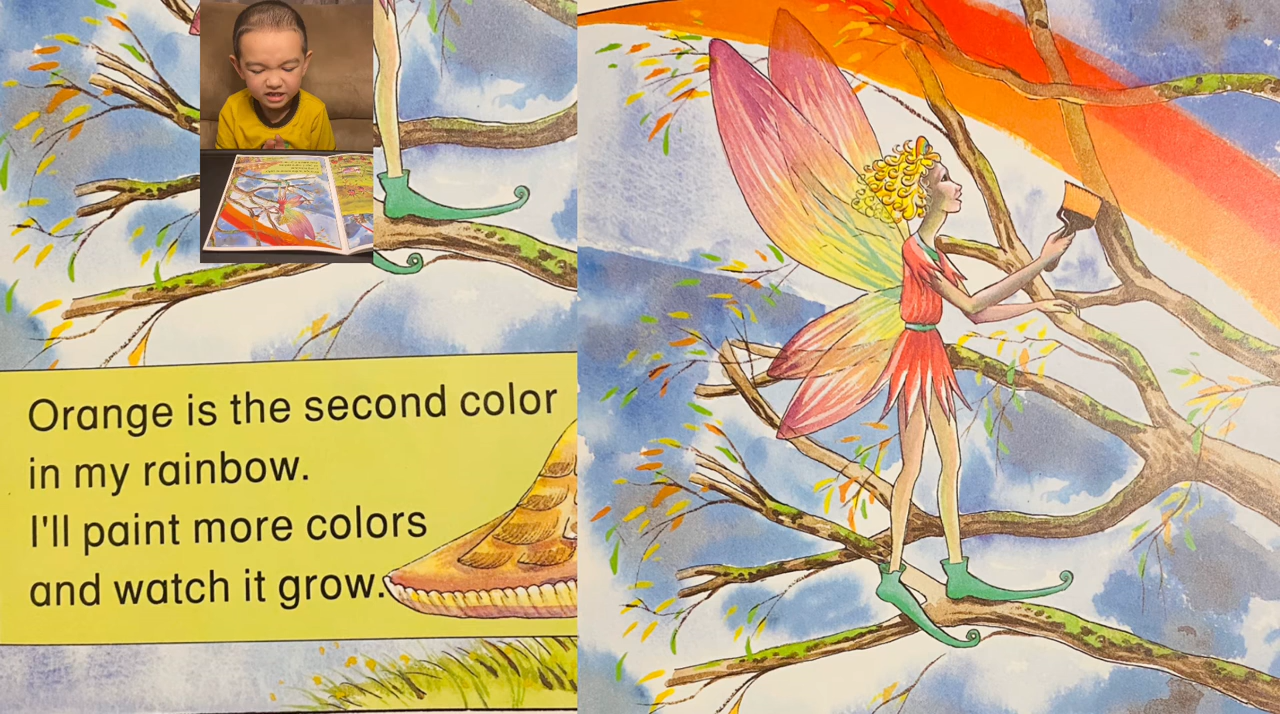 Orange is the second color
in my rainbow.
I'll paint more colors
and watch it grow.